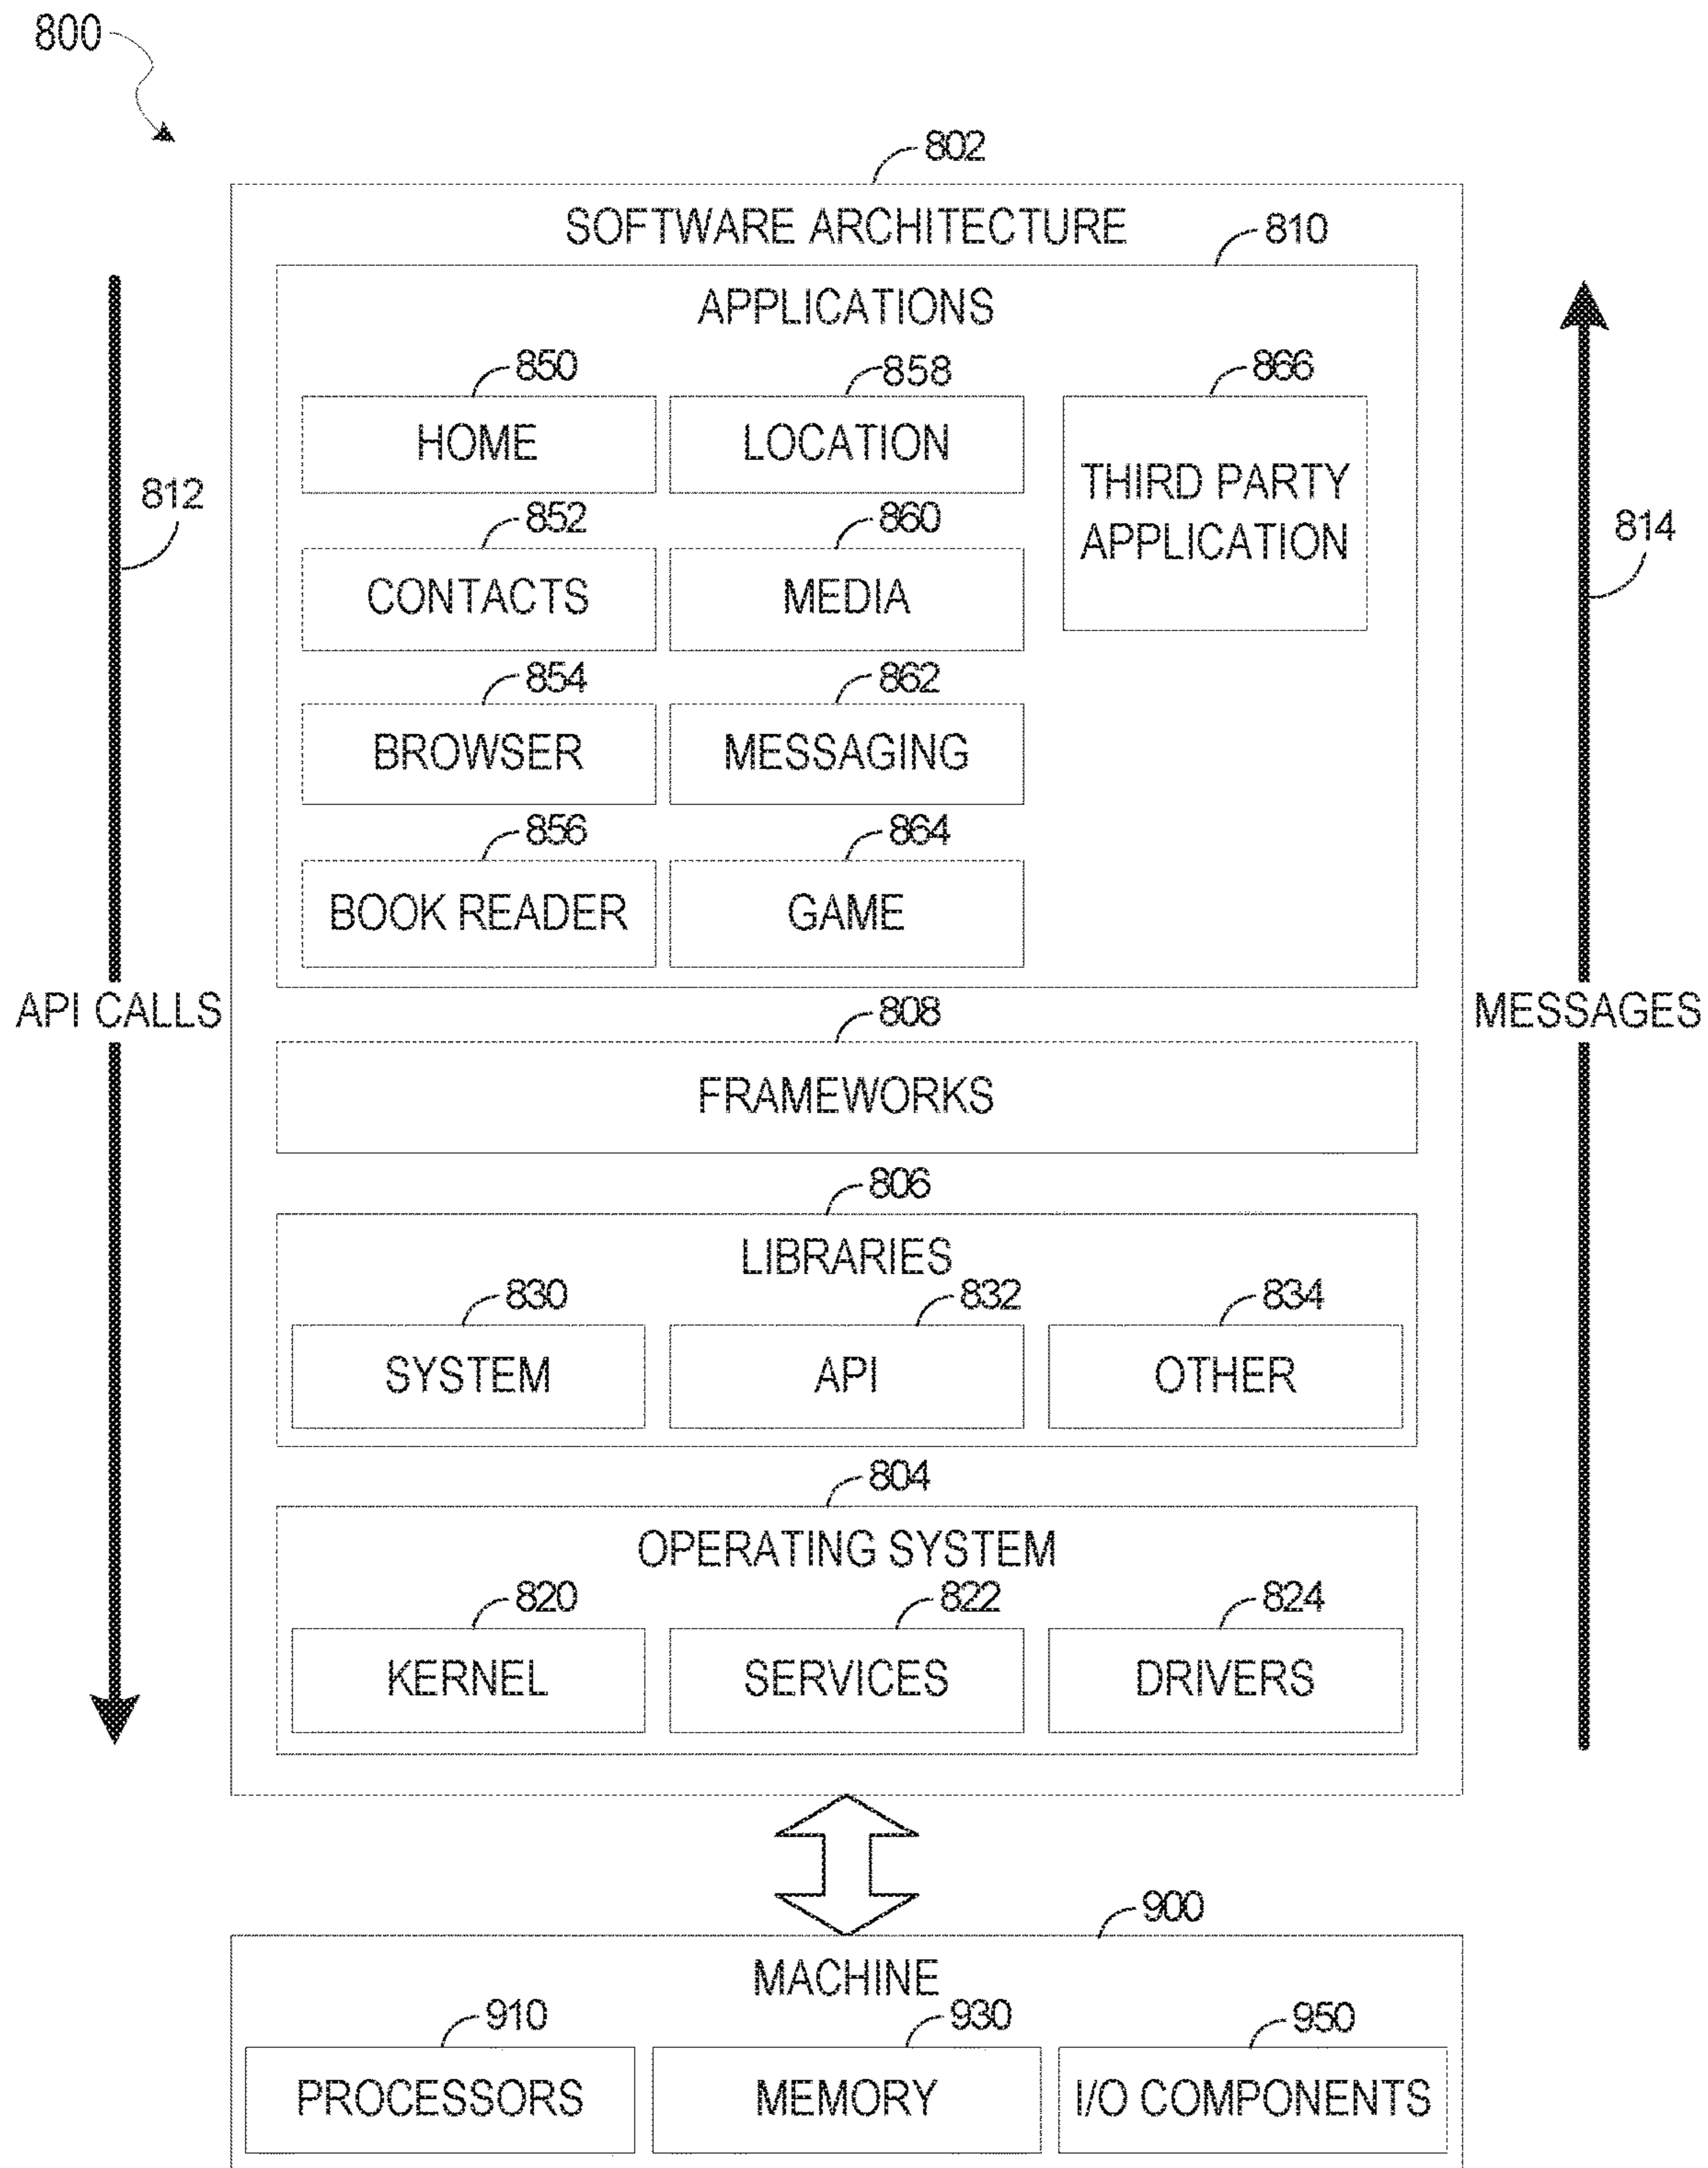 800
802
SOFTWARE ARCHITECTURE
810
APPLICATIONS
850
858
866
HOME
LOCATION
THIRD PARTY
APPLICATION
812
852
860
814
CONTACTS
MEDIA
854
862
BROWSER
MESSAGING
856
864
BOOK READER
GAME
API CALLS
808
MESSAGES
FRAMEWORKS
806
LIBRARIES
830
832
834
SYSTEM
API
OTHER
804
OPERATING SYSTEM
820
822
824
KERNEL
SERVICES
DRIVERS
900
MACHINE
910
930
950
PROCESSORS
MEMORY
I/O COMPONENTS